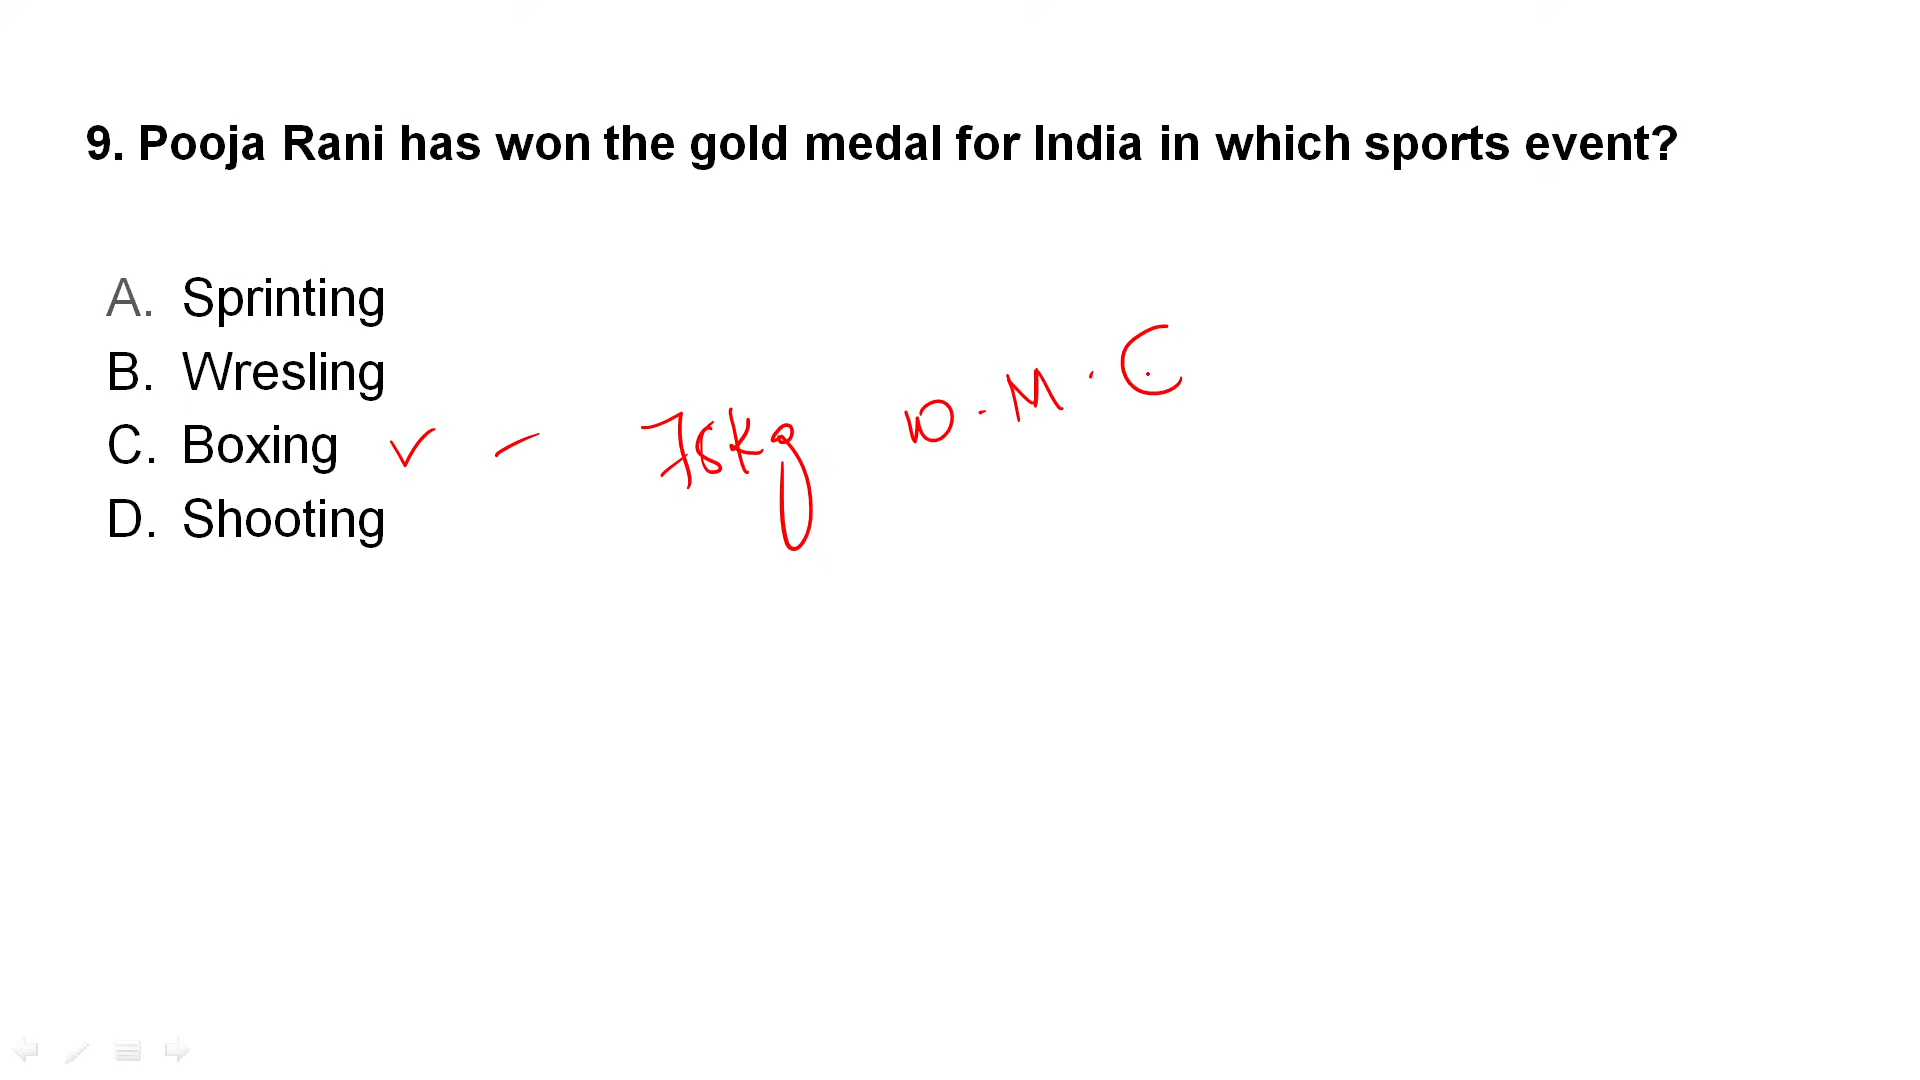 9. Pooja Rani has won the gold medal for India in which sports event?
A. Sprinting
B. Wresling
C. Boxing ✓ – 75kg
D. Shooting